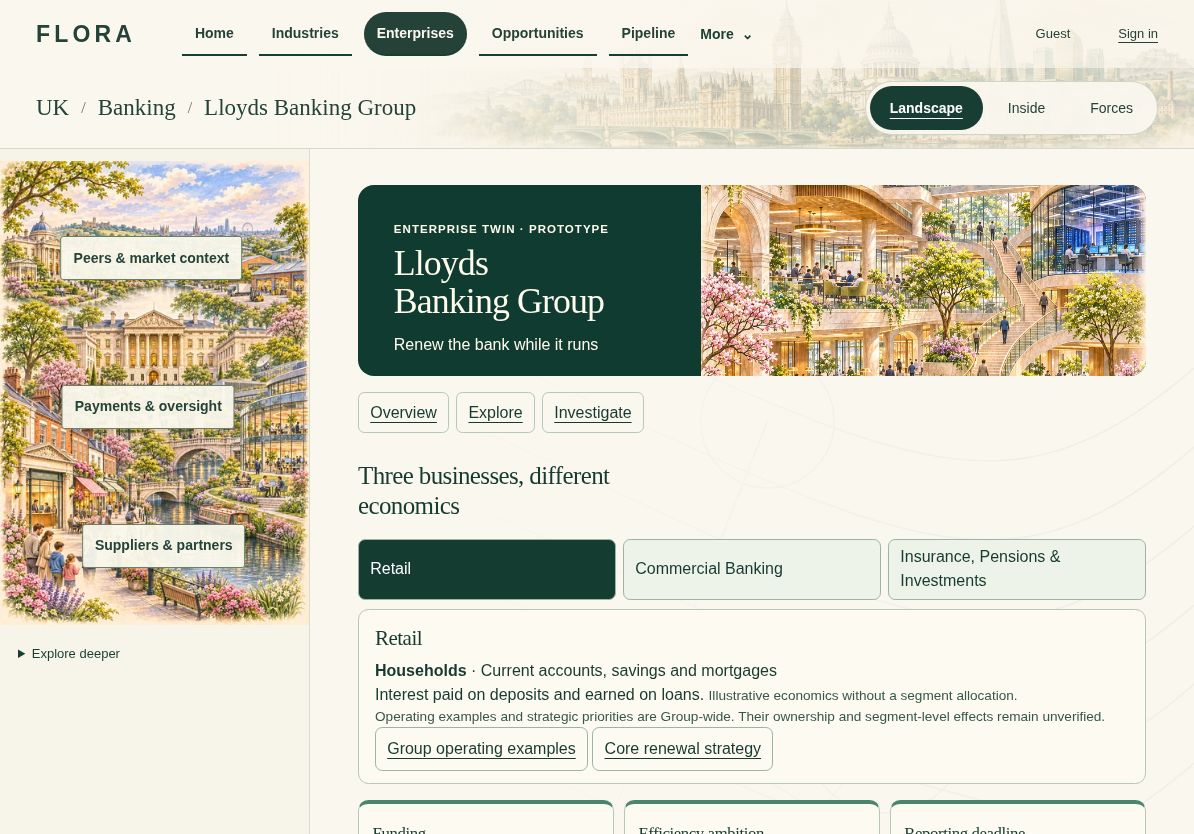 FLORA
Home
Industries
Enterprises
Opportunities
Pipeline
More
Guest
Sign in
UK / Banking / Lloyds Banking Group
Landscape
Inside
Forces
Peers & market context
Payments & oversight
Suppliers & partners
Explore deeper
ENTERPRISE TWIN · PROTOTYPE
Lloyds
Banking Group
Renew the bank while it runs
Overview
Explore
Investigate
Three businesses, different
economics
Retail
Commercial Banking
Insurance, Pensions &
Investments
Retail
Households · Current accounts, savings and mortgages
Interest paid on deposits and earned on loans. Illustrative economics without a segment allocation.
Operating examples and strategic priorities are Group-wide. Their ownership and segment-level effects remain unverified.
Group operating examples
Core renewal strategy
Funding
Efficiency ambition
Reporting deadline